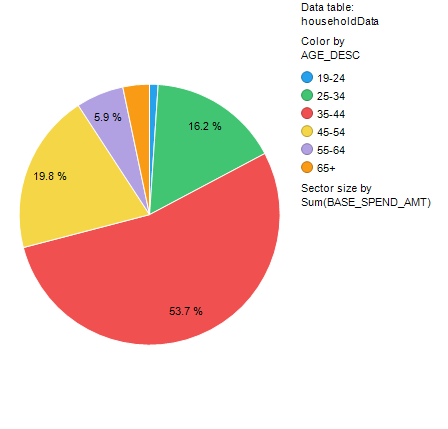 Data table:
householdData
Color by
AGE_DESC
19-24
25-34
35-44
45-54
55-64
65+
Sector size by
Sum(BASE_SPEND_AMT)
5.9 %
16.2 %
19.8 %
53.7 %